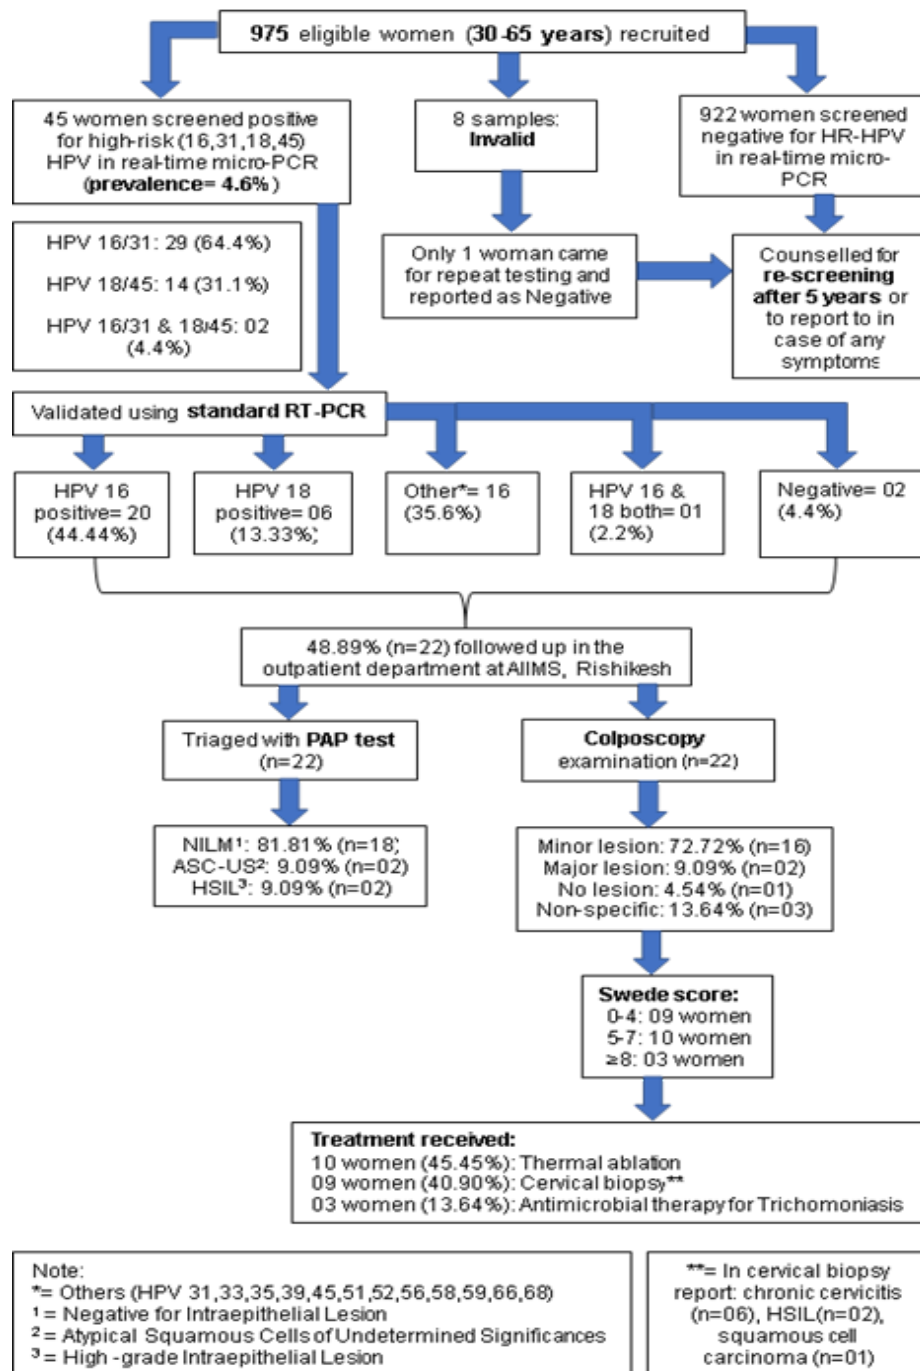 975 eligible women (30-65 years) recruited
45 women screened positive
for high-risk (16,31,18,45)
HPV in real-time micro-PCR
(prevalence= 4.6%)
8 samples:
Invalid
922 women screened
negative for HR-HPV
in real-time micro-
PCR
HPV 16/31: 29 (64.4%)
HPV 18/45: 14 (31.1%)
HPV 16/31 & 18/45: 02
(4.4%)
Only 1 woman came
for repeat testing and
reported as Negative
Counselled for
re-screening
after 5 years or
to report to in
case of any
symptoms
Validated using standard RT-PCR
HPV 16
positive= 20
(44.44%)
HPV 18
positive= 06
(13.33%)
Other*= 16
(35.6%)
HPV 16 &
18 both= 01
(2.2%)
Negative= 02
(4.4%)
48.89% (n=22) followed up in the
outpatient department at AIIMS, Rishikesh
Triaged with PAP test
(n=22)
Colposcopy
examination (n=22)
NILM¹: 81.81% (n=18)
ASC-US²: 9.09% (n=02)
HSIL³: 9.09% (n=02)
Minor lesion: 72.72% (n=16)
Major lesion: 9.09% (n=02)
No lesion: 4.54% (n=01)
Non-specific: 13.64% (n=03)
Swede score:
0-4: 09 women
5-7: 10 women
≥8: 03 women
Treatment received:
10 women (45.45%): Thermal ablation
09 women (40.90%): Cervical biopsy**
03 women (13.64%): Antimicrobial therapy for Trichomoniasis
Note:
*= Others (HPV 31,33,35,39,45,51,52,56,58,59,66,68)
¹ = Negative for Intraepithelial Lesion
² = Atypical Squamous Cells of Undetermined Significances
³ = High -grade Intraepithelial Lesion
**= In cervical biopsy
report: chronic cervicitis
(n=06), HSIL(n=02),
squamous cell
carcinoma (n=01)